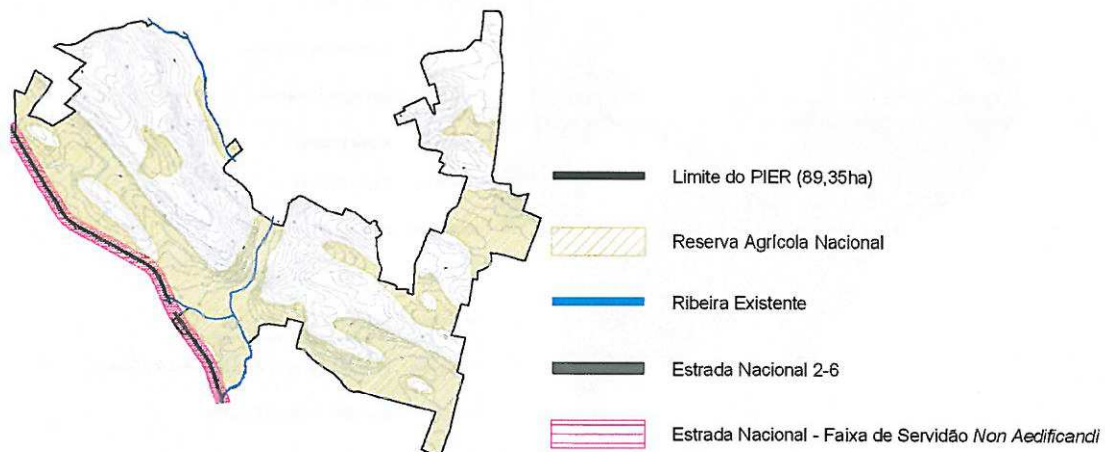 Limite do PIER (89,35ha)
Reserva Agrícola Nacional
Ribeira Existente
Estrada Nacional 2-6
Estrada Nacional - Faixa de Servidão Non Aedificandi